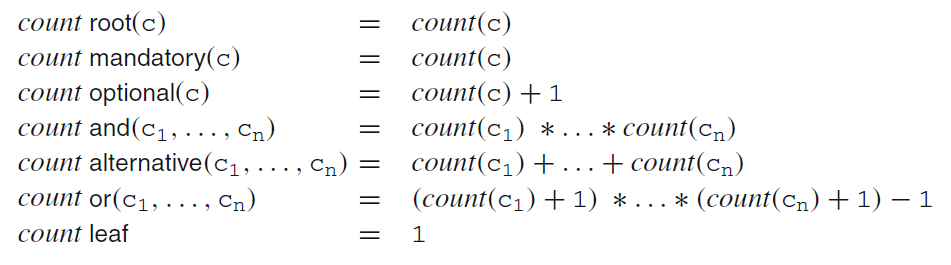 count root(c) = count(c)
count mandatory(c) = count(c)
count optional(c) = count(c) + 1
count and(c₁, ..., cₙ) = count(c₁) * ... * count(cₙ)
count alternative(c₁, ..., cₙ) = count(c₁) + ... + count(cₙ)
count or(c₁, ..., cₙ) = (count(c₁) + 1) * ... * (count(cₙ) + 1) − 1
count leaf = 1